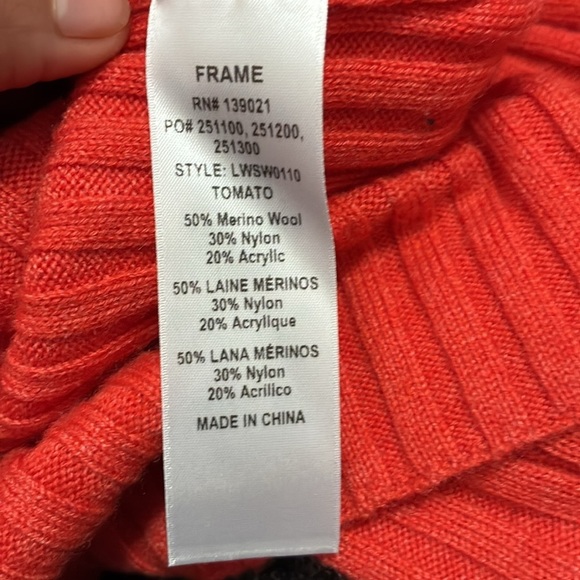 FRAME
RN# 139021
PO# 251100, 251200,
251300
STYLE: LWSW0110
TOMATO
50% Merino Wool
30% Nylon
20% Acrylic
50% LAINE MÉRINOS
30% Nylon
20% Acrylique
50% LANA MÉRINOS
30% Nylon
20% Acrílico
MADE IN CHINA